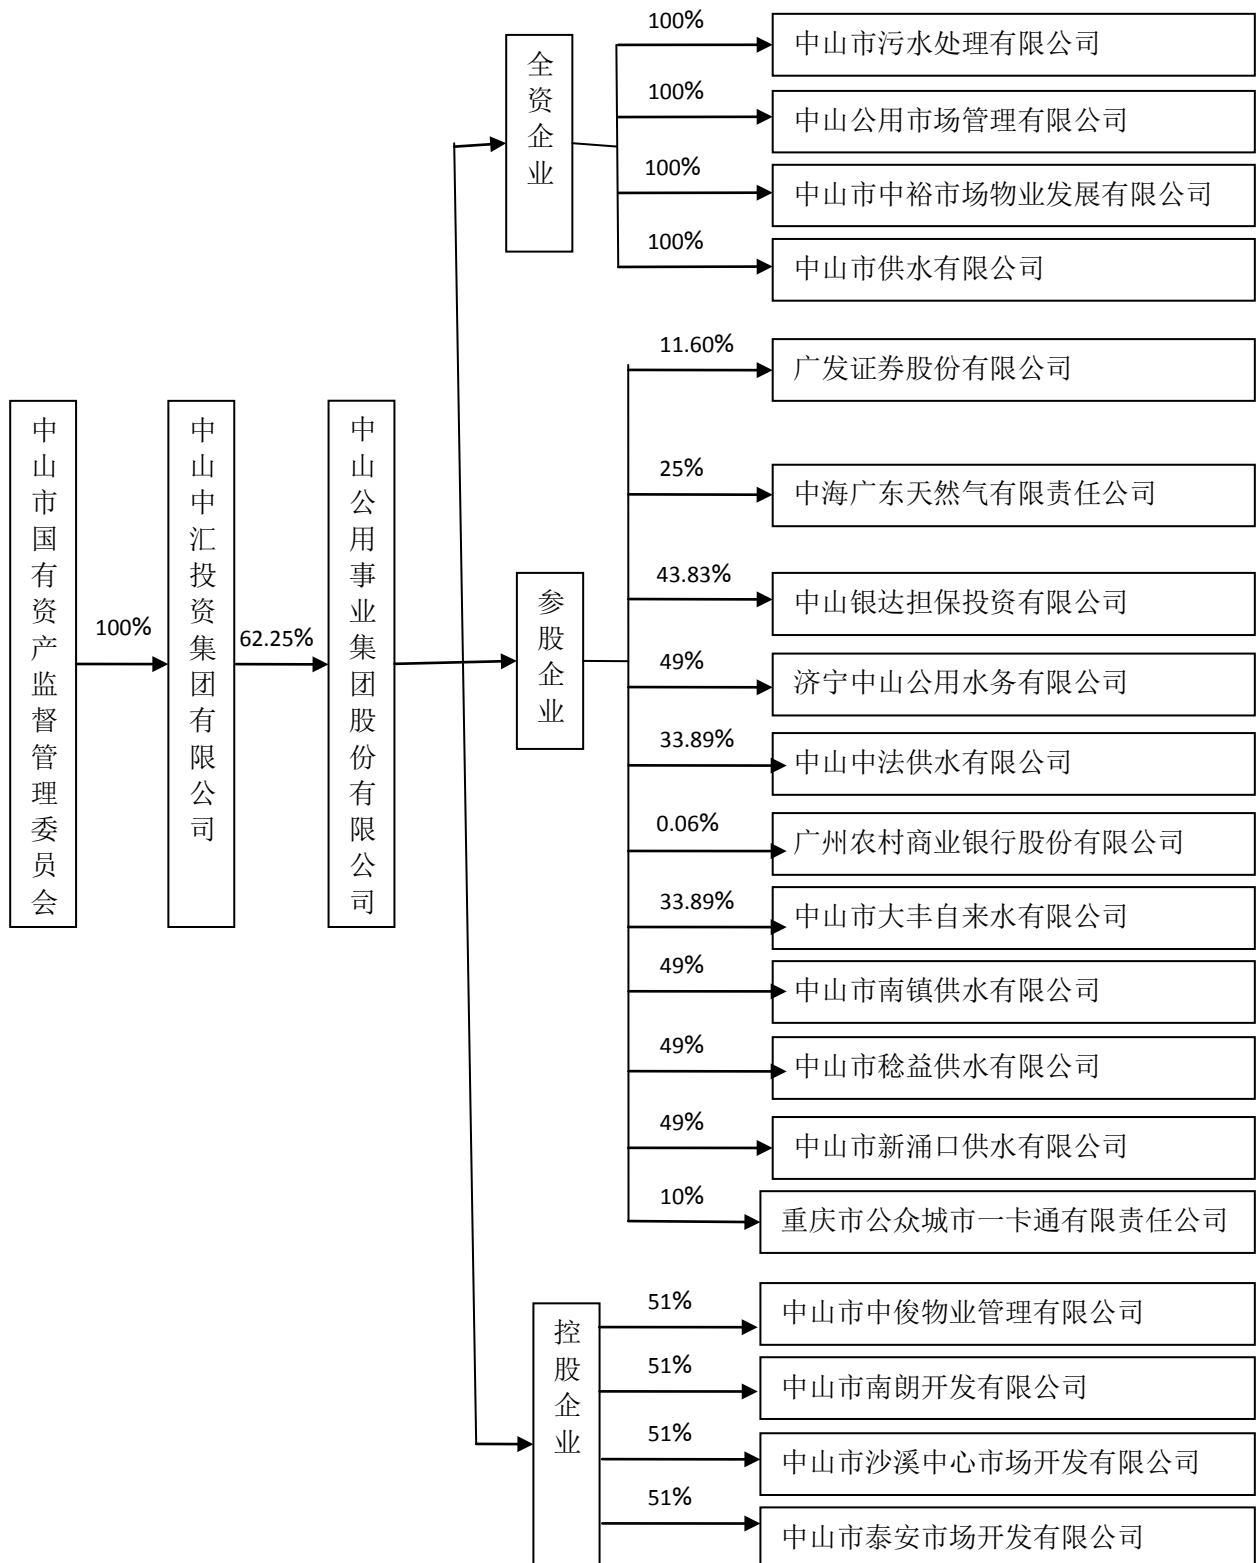 中山市国有资产监督管理委员会
100%
中山中汇投资集团有限公司
62.25%
中山公用事业集团股份有限公司
全资企业
100%
中山市污水处理有限公司
100%
中山公用市场管理有限公司
100%
中山市中裕市场物业发展有限公司
100%
中山市供水有限公司
参股企业
11.60%
广发证券股份有限公司
25%
中海广东天然气有限责任公司
43.83%
中山银达担保投资有限公司
49%
济宁中山公用水务有限公司
33.89%
中山中法供水有限公司
0.06%
广州农村商业银行股份有限公司
33.89%
中山市大丰自来水有限公司
49%
中山市南镇供水有限公司
49%
中山市稔益供水有限公司
49%
中山市新涌口供水有限公司
10%
重庆市公众城市一卡通有限责任公司
控股企业
51%
中山市中俊物业管理有限公司
51%
中山市南朗开发有限公司
51%
中山市沙溪中心市场开发有限公司
51%
中山市泰安市场开发有限公司